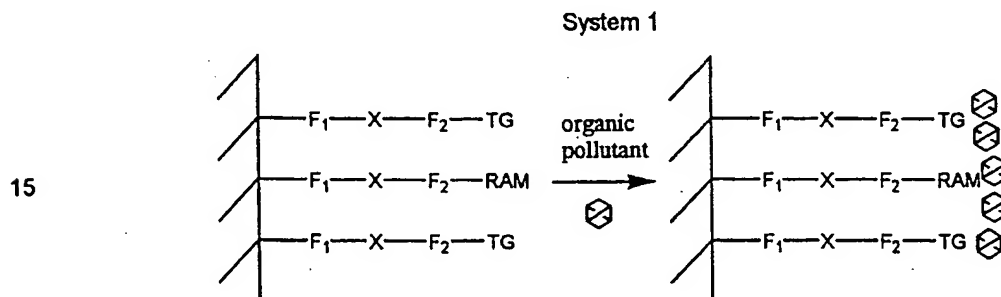 System 1
F1—X—F2—TG
organic
pollutant
F1—X—F2—TG
15
F1—X—F2—RAM
F1—X—F2—RAM
F1—X—F2—TG
F1—X—F2—TG